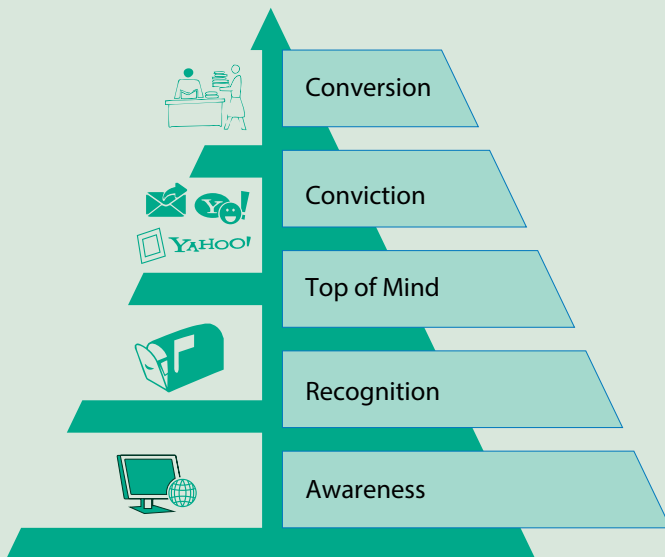 Conversion
Conviction
Y!
YAHOO!
Top of Mind
Recognition
Awareness